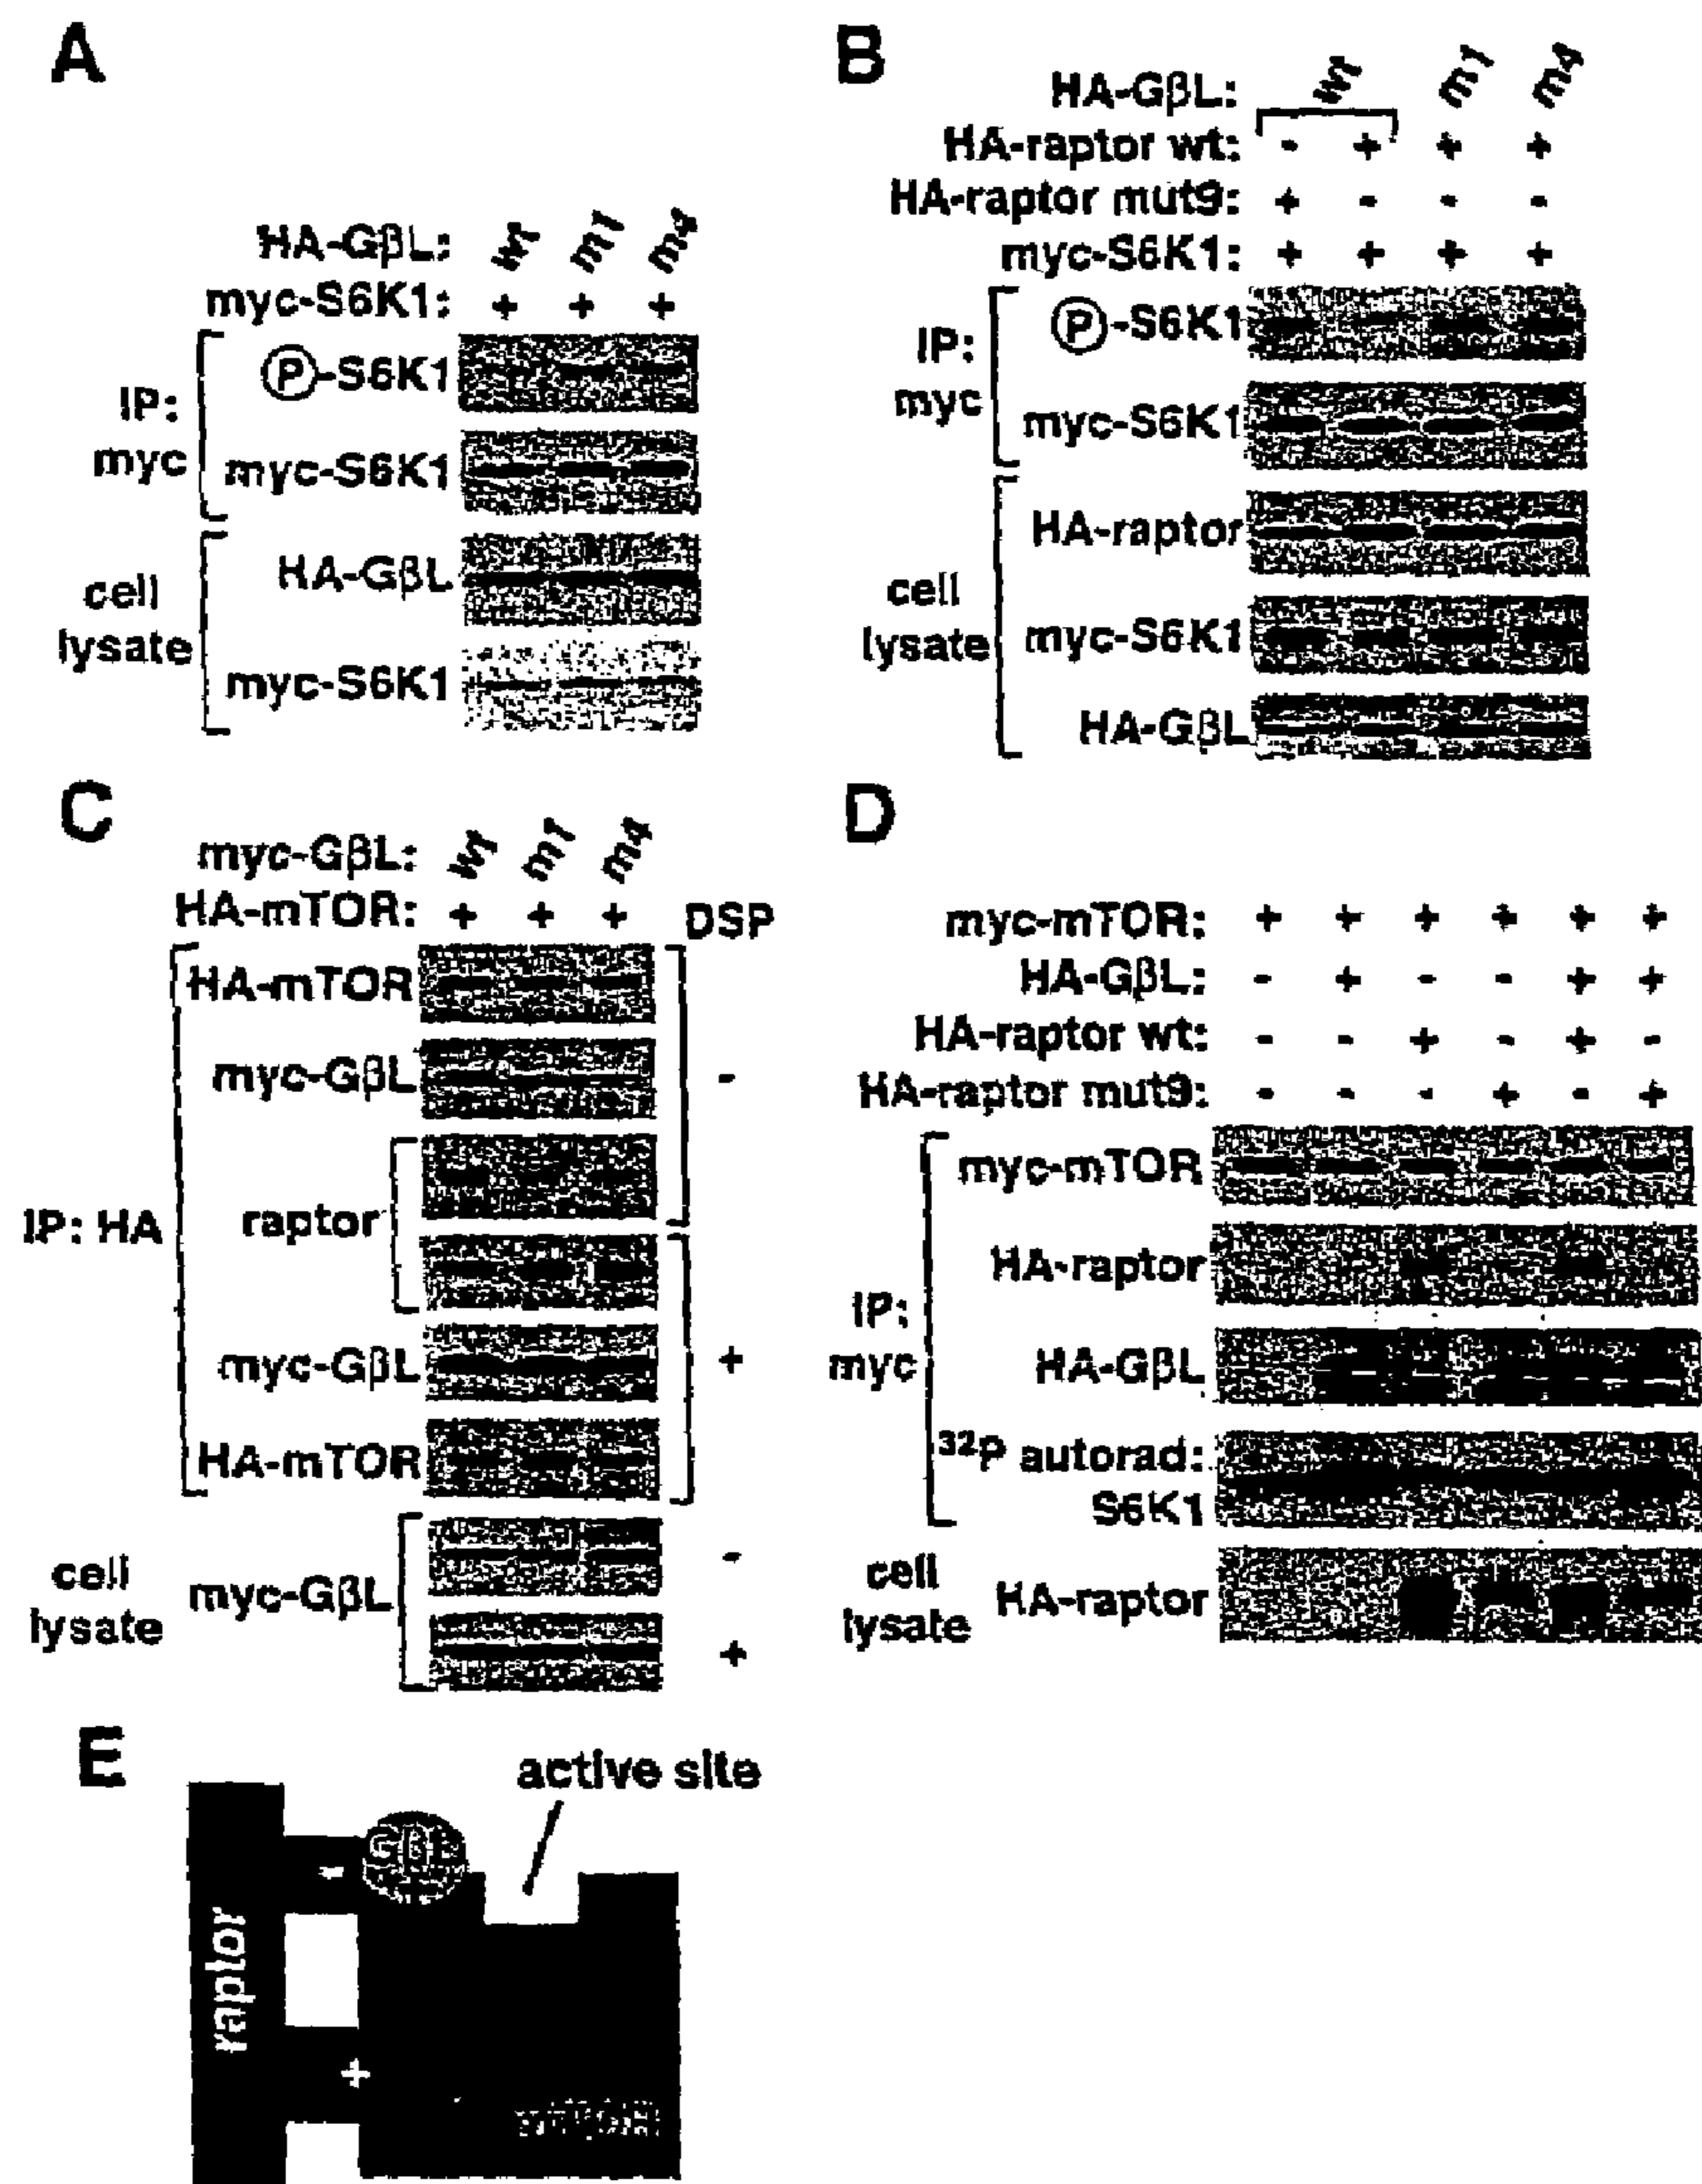 A
HA-GβL: wt m1 m4
myc-S6K1: + + +
IP: myc
Ⓟ-S6K1
myc-S6K1
cell lysate
HA-GβL
myc-S6K1
B
HA-GβL: wt m1 m4
HA-raptor wt: - + + +
HA-raptor mut9: + - - -
myc-S6K1: + + + +
IP: myc
Ⓟ-S6K1
myc-S6K1
cell lysate
HA-raptor
myc-S6K1
HA-GβL
C
myc-GβL: wt m1 m4
HA-mTOR: + + + DSP
IP: HA
HA-mTOR
myc-GβL -
raptor
myc-GβL +
HA-mTOR
cell lysate
myc-GβL
-
+
D
myc-mTOR: + + + + + +
HA-GβL: - + - - + +
HA-raptor wt: - - + - + -
HA-raptor mut9: - - - + - +
IP: myc
myc-mTOR
HA-raptor
HA-GβL
³²P autorad:
S6K1
cell lysate
HA-raptor
E
active site
GβL
-
raptor
+